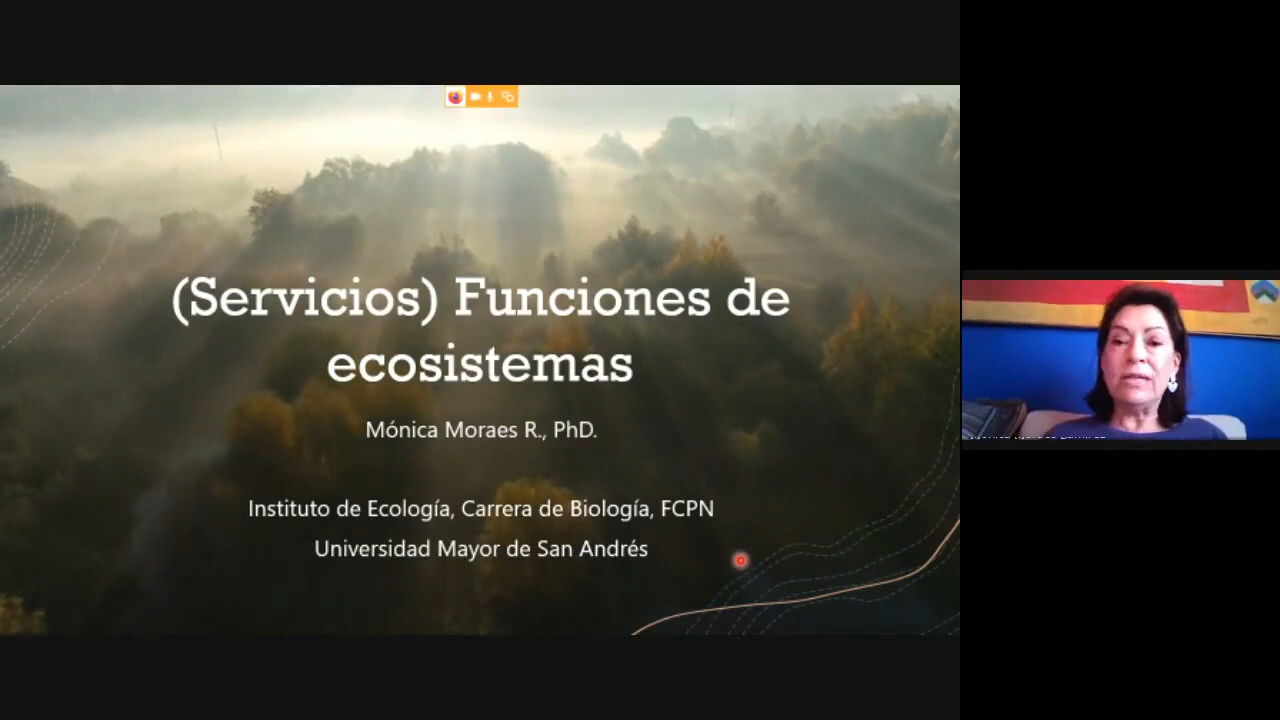 (Servicios) Funciones de
ecosistemas
Mónica Moraes R., PhD.
Instituto de Ecología, Carrera de Biología, FCPN
Universidad Mayor de San Andrés